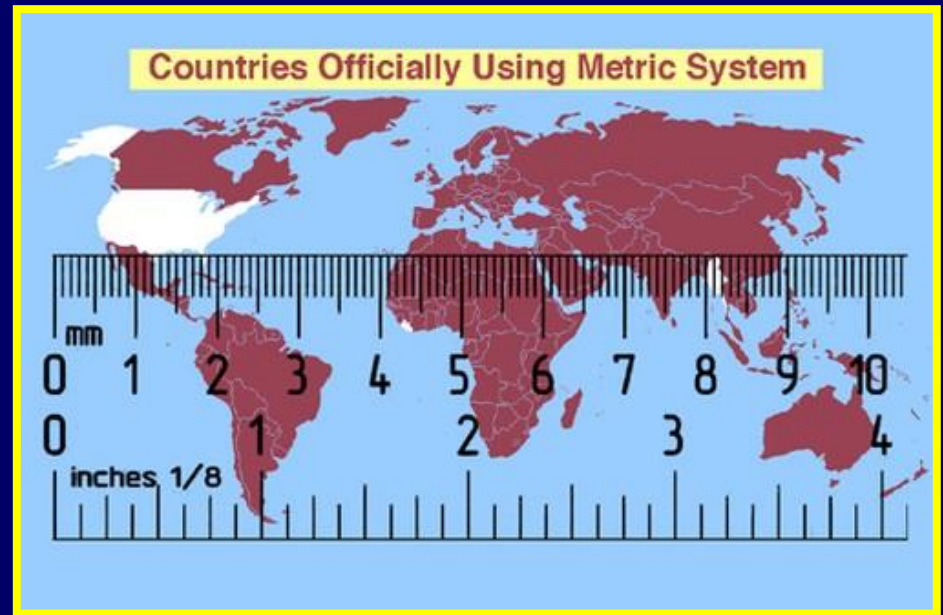 Countries Officially Using Metric System
mm
0 1 2 3 4 5 6 7 8 9 10
0 1 2 3 4
inches 1/8